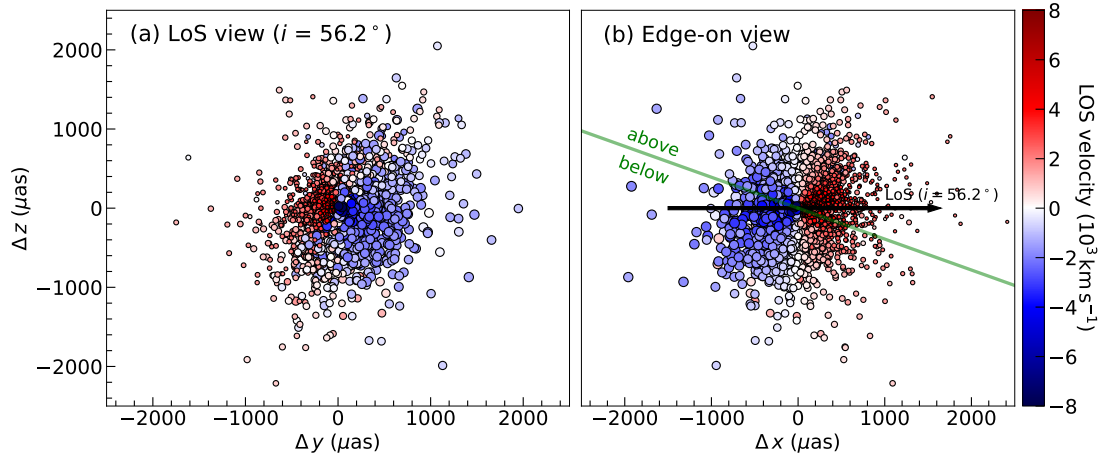 (a) LoS view (i = 56.2°)
(b) Edge-on view
2000
1000
0
−1000
−2000
Δz (μas)
−2000
−1000
0
1000
2000
Δy (μas)
above
below
LoS (i = 56.2°)
−2000
−1000
0
1000
2000
Δx (μas)
8
6
4
2
0
−2
−4
−6
−8
LOS velocity (10³ km s⁻¹)